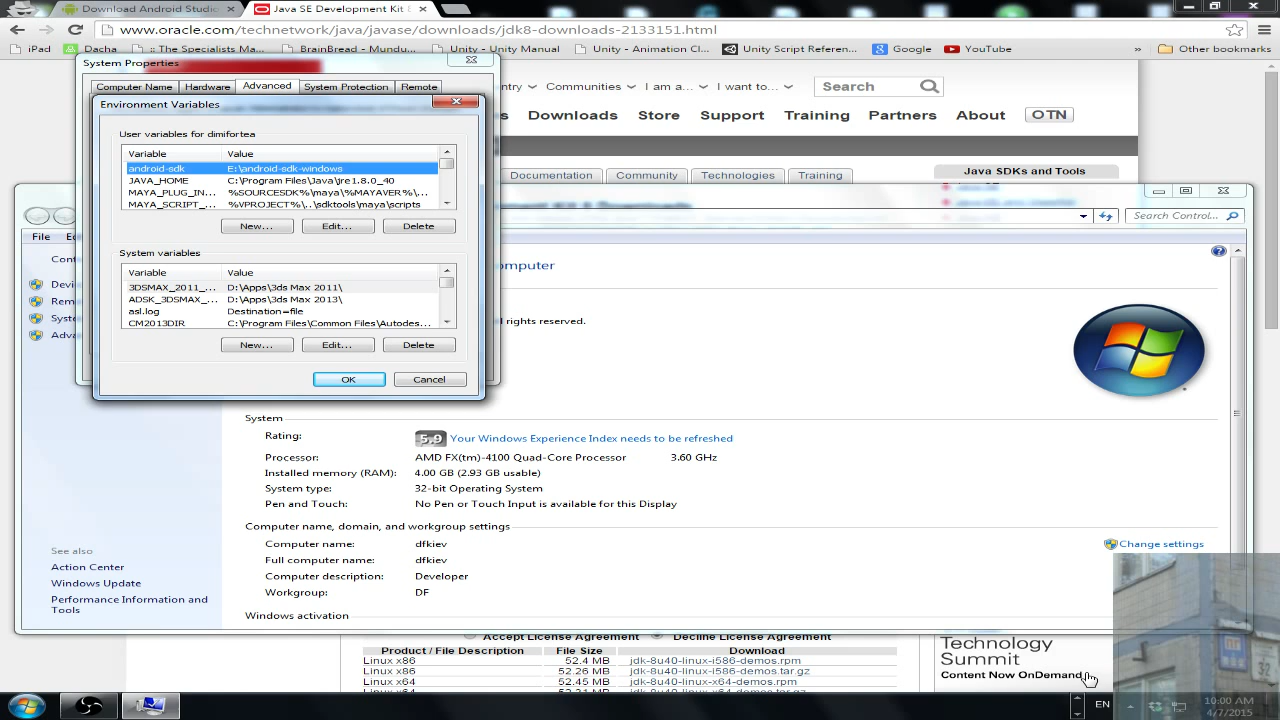 Download Android Studio
Java SE Development Kit 8
www.oracle.com/technetwork/java/javase/downloads/jdk8-downloads-2133151.html
iPad
Dacha
:: The Specialists Ma...
BrainBread - Mundu...
Unity - Unity Manual
Unity - Animation Cl...
UnityScript Referen...
Google
YouTube
»
Other bookmarks
System Properties
Computer Name
Hardware
Advanced
System Protection
Remote
Communities
I am a...
I want to...
Search
Downloads
Store
Support
Training
Partners
About
OTN
Environment Variables
User variables for dimifortea
Variable Value
android-sdk E:\android-sdk-windows
JAVA_HOME C:\Program Files\Java\jre1.8.0_40
MAYA_PLUG_IN... %SOURCESDK%\maya\%MAYAVER%\...
MAYA_SCRIPT_... %VPROJECT%\..\sdktools\maya\scripts
New...
Edit...
Delete
System variables
Variable Value
3DSMAX_2011_... D:\Apps\3ds Max 2011\
ADSK_3DSMAX_... D:\Apps\3ds Max 2013\
asl.log Destination=file
CM2013DIR C:\Program Files\Common Files\Autodes...
New...
Edit...
Delete
OK
Cancel
Documentation
Community
Technologies
Training
Java SDKs and Tools
Search Control...
File
computer
l rights reserved.
System
Rating: 5.9 Your Windows Experience Index needs to be refreshed
Processor: AMD FX(tm)-4100 Quad-Core Processor 3.60 GHz
Installed memory (RAM): 4.00 GB (2.93 GB usable)
System type: 32-bit Operating System
Pen and Touch: No Pen or Touch Input is available for this Display
Computer name, domain, and workgroup settings
Computer name: dfkiev
Change settings
Full computer name: dfkiev
Computer description: Developer
Workgroup: DF
Windows activation
See also
Action Center
Windows Update
Performance Information and
Tools
Accept License Agreement
Decline License Agreement
Product / File Description File Size Download
Linux x86 52.4 MB jdk-8u40-linux-i586-demos.rpm
Linux x86 52.26 MB jdk-8u40-linux-i586-demos.tar.gz
Linux x64 52.45 MB jdk-8u40-linux-x64-demos.rpm
Technology
Summit
Content Now OnDemand
32
EN
10:00 AM
4/7/2015